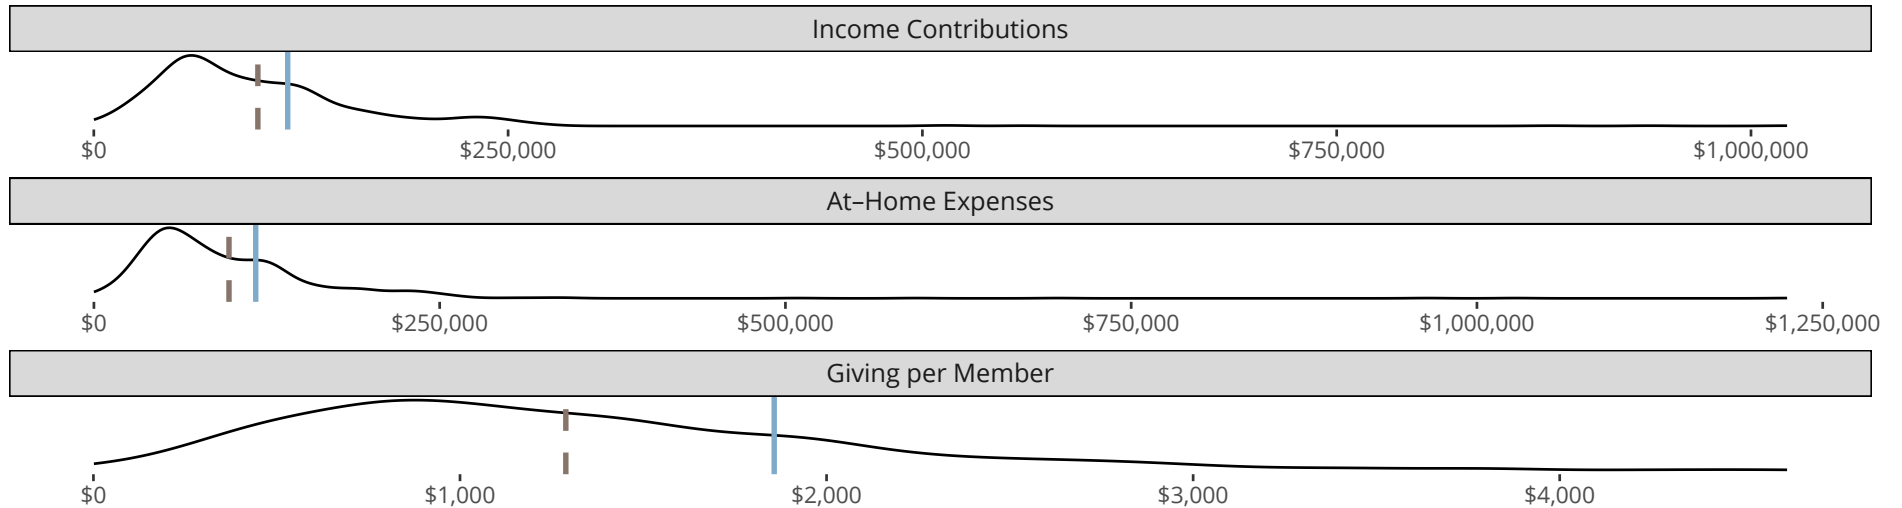 Income Contributions
$0 $250,000 $500,000 $750,000 $1,000,000
At–Home Expenses
$0 $250,000 $500,000 $750,000 $1,000,000 $1,250,000
Giving per Member
$0 $1,000 $2,000 $3,000 $4,000